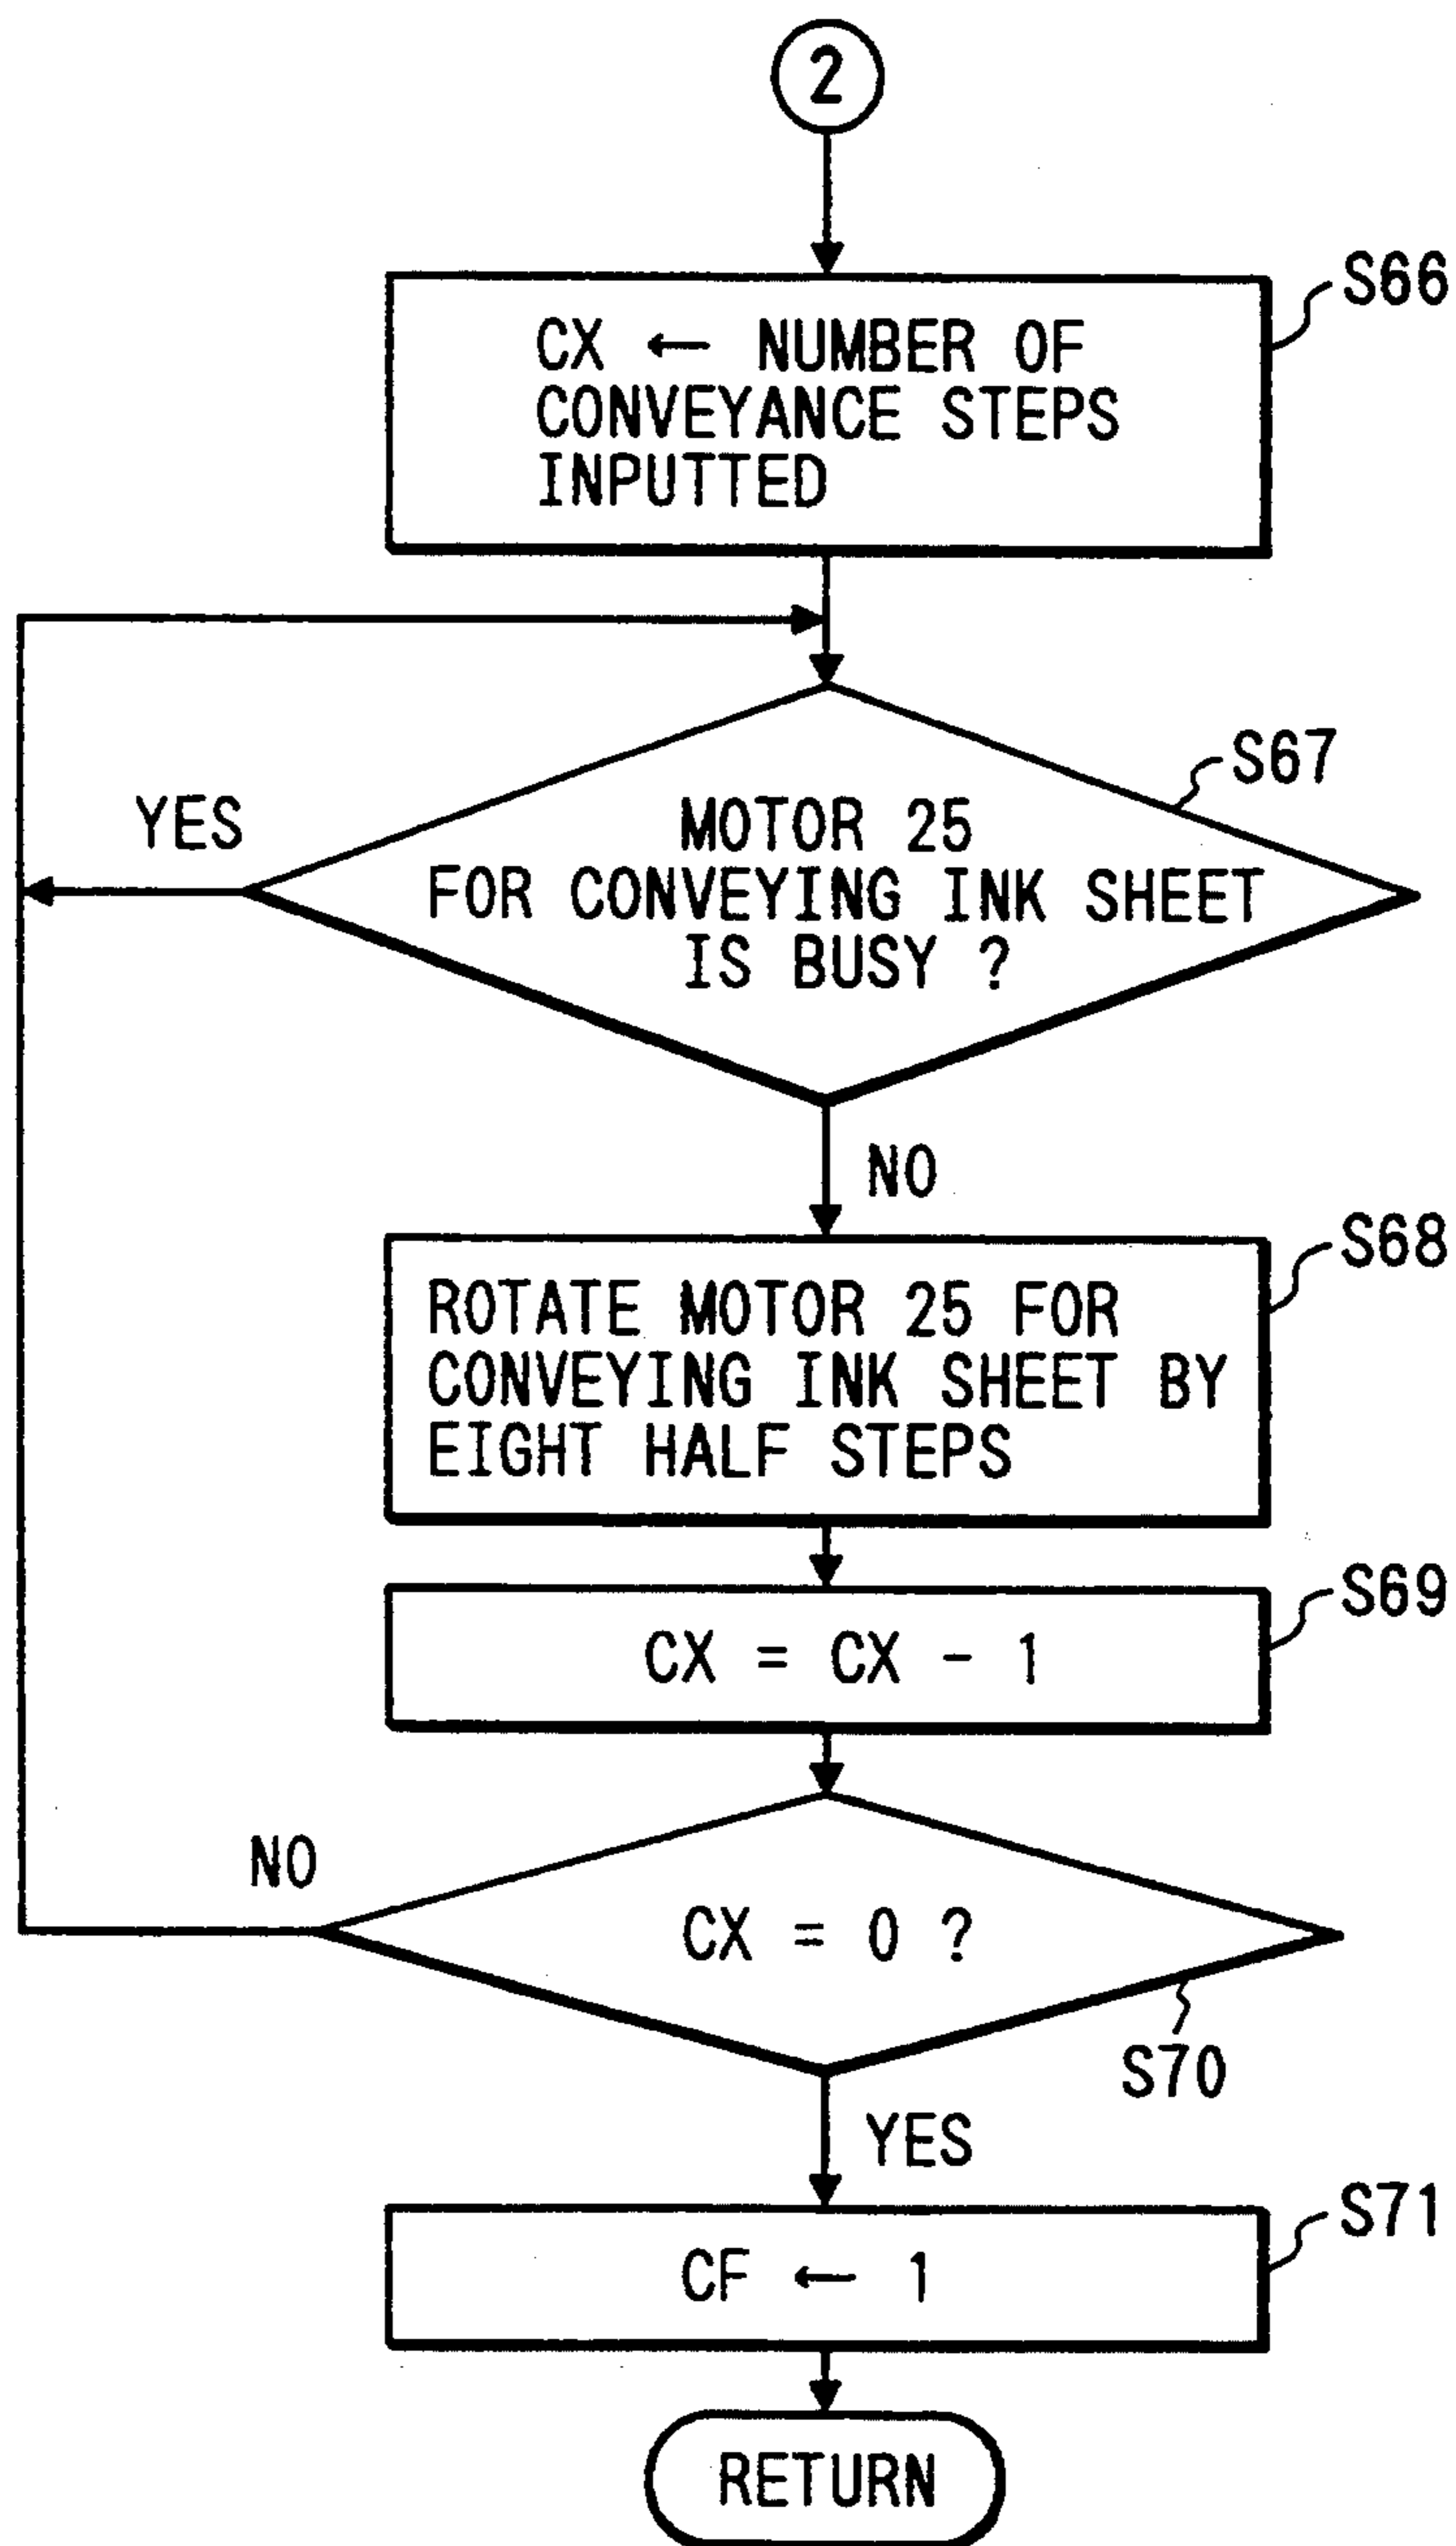 2
S66
CX ← NUMBER OF
CONVEYANCE STEPS
INPUTTED
S67
YES
MOTOR 25
FOR CONVEYING INK SHEET
IS BUSY ?
NO
S68
ROTATE MOTOR 25 FOR
CONVEYING INK SHEET BY
EIGHT HALF STEPS
S69
CX = CX - 1
NO
CX = 0 ?
S70
YES
S71
CF ← 1
RETURN